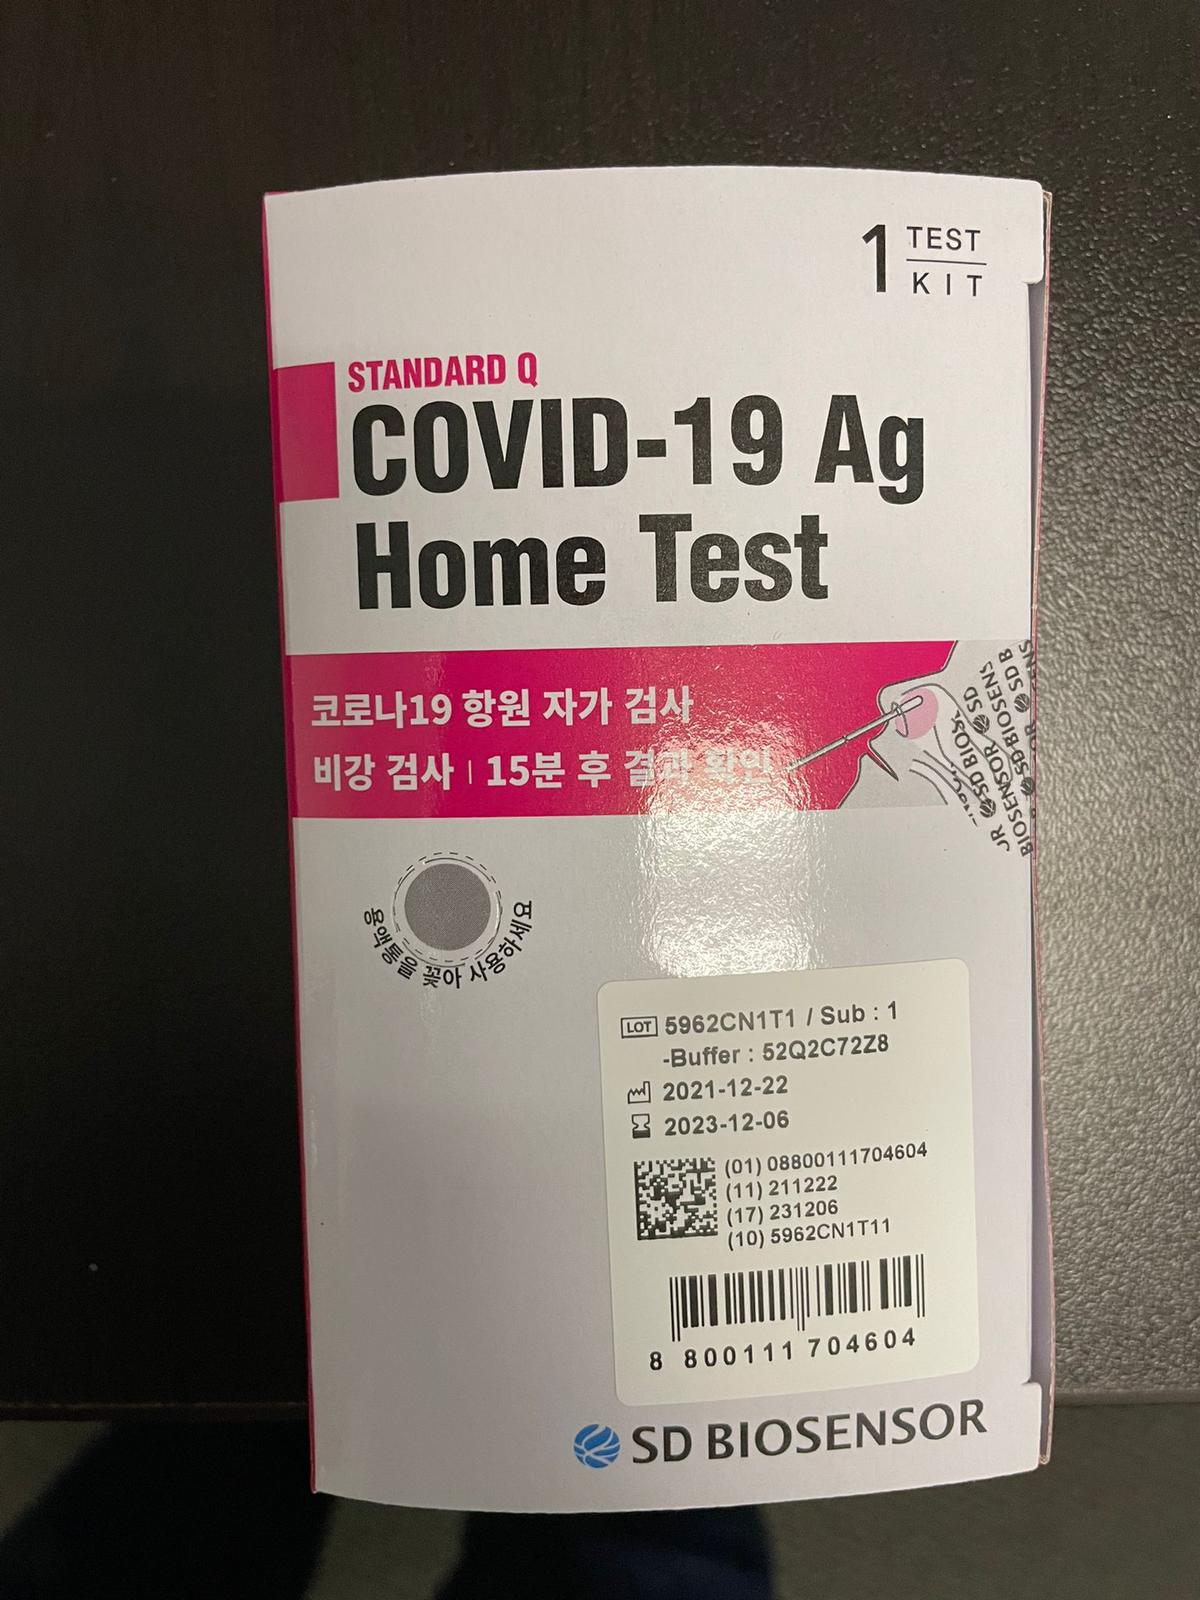 1 TEST
KIT
STANDARD Q
COVID-19 Ag
Home Test
코로나19 항원 자가 검사
비강 검사 | 15분 후 결과 확인
SD BIOSENSOR
용액통을 꽂아 사용하세요
LOT 5962CN1T1 / Sub : 1
-Buffer : 52Q2C72Z8
2021-12-22
2023-12-06
(01) 08800111704604
(11) 211222
(17) 231206
(10) 5962CN1T11
8 800111 704604
SD BIOSENSOR